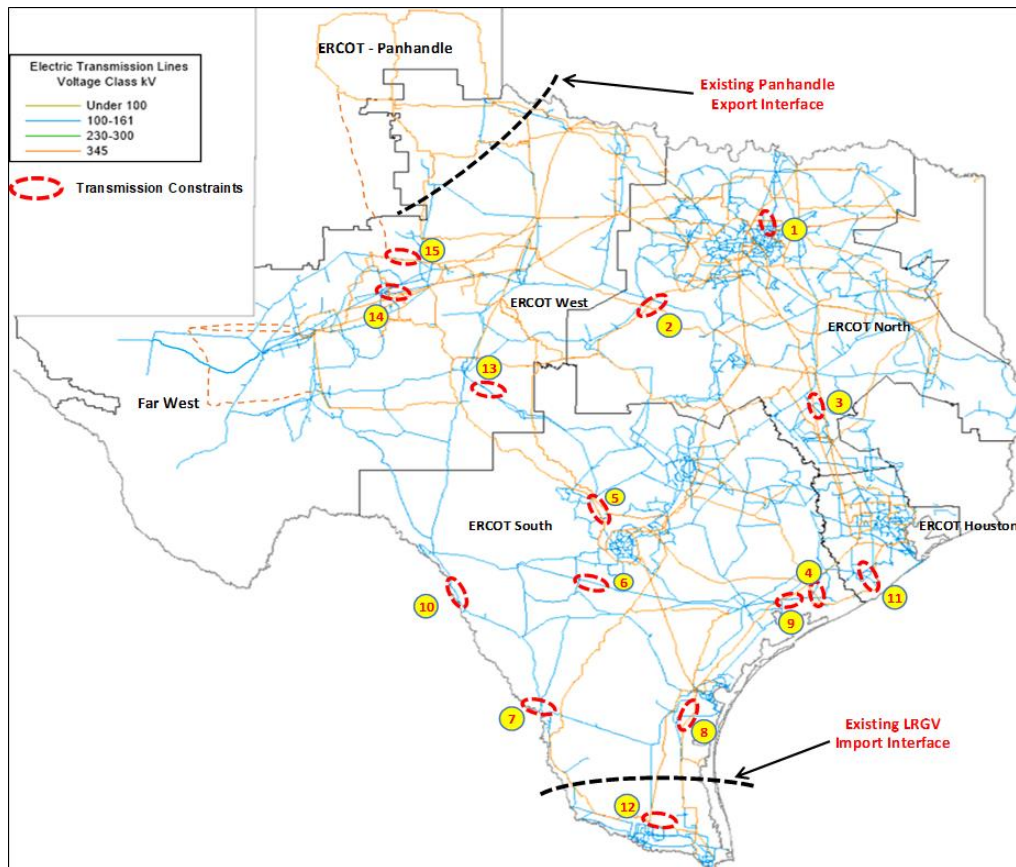 ERCOT - Panhandle
Electric Transmission Lines
Voltage Class kV
Under 100
100-161
230-300
345
Transmission Constraints
Existing Panhandle
Export Interface
1
15
14
ERCOT West
2
ERCOT North
13
Far West
3
5
ERCOT South
ERCOT Houston
6
4
10
9
11
7
8
Existing LRGV
Import Interface
12